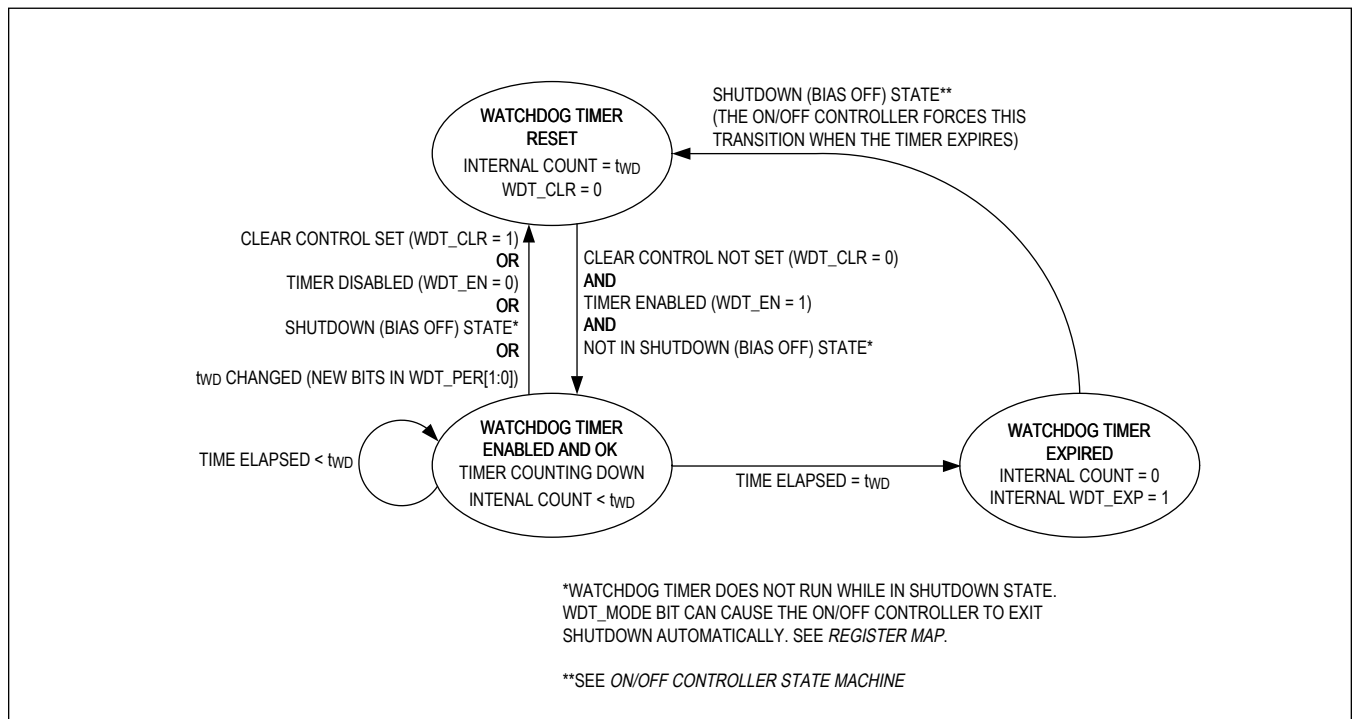 SHUTDOWN (BIAS OFF) STATE**
(THE ON/OFF CONTROLLER FORCES THIS
TRANSITION WHEN THE TIMER EXPIRES)
WATCHDOG TIMER
RESET
INTERNAL COUNT = tWD
WDT_CLR = 0
CLEAR CONTROL SET (WDT_CLR = 1)
OR
TIMER DISABLED (WDT_EN = 0)
OR
SHUTDOWN (BIAS OFF) STATE*
OR
tWD CHANGED (NEW BITS IN WDT_PER[1:0])
CLEAR CONTROL NOT SET (WDT_CLR = 0)
AND
TIMER ENABLED (WDT_EN = 1)
AND
NOT IN SHUTDOWN (BIAS OFF) STATE*
TIME ELAPSED < tWD
WATCHDOG TIMER
ENABLED AND OK
TIMER COUNTING DOWN
INTENAL COUNT < tWD
TIME ELAPSED = tWD
WATCHDOG TIMER
EXPIRED
INTERNAL COUNT = 0
INTERNAL WDT_EXP = 1
*WATCHDOG TIMER DOES NOT RUN WHILE IN SHUTDOWN STATE.
WDT_MODE BIT CAN CAUSE THE ON/OFF CONTROLLER TO EXIT
SHUTDOWN AUTOMATICALLY. SEE REGISTER MAP.
**SEE ON/OFF CONTROLLER STATE MACHINE